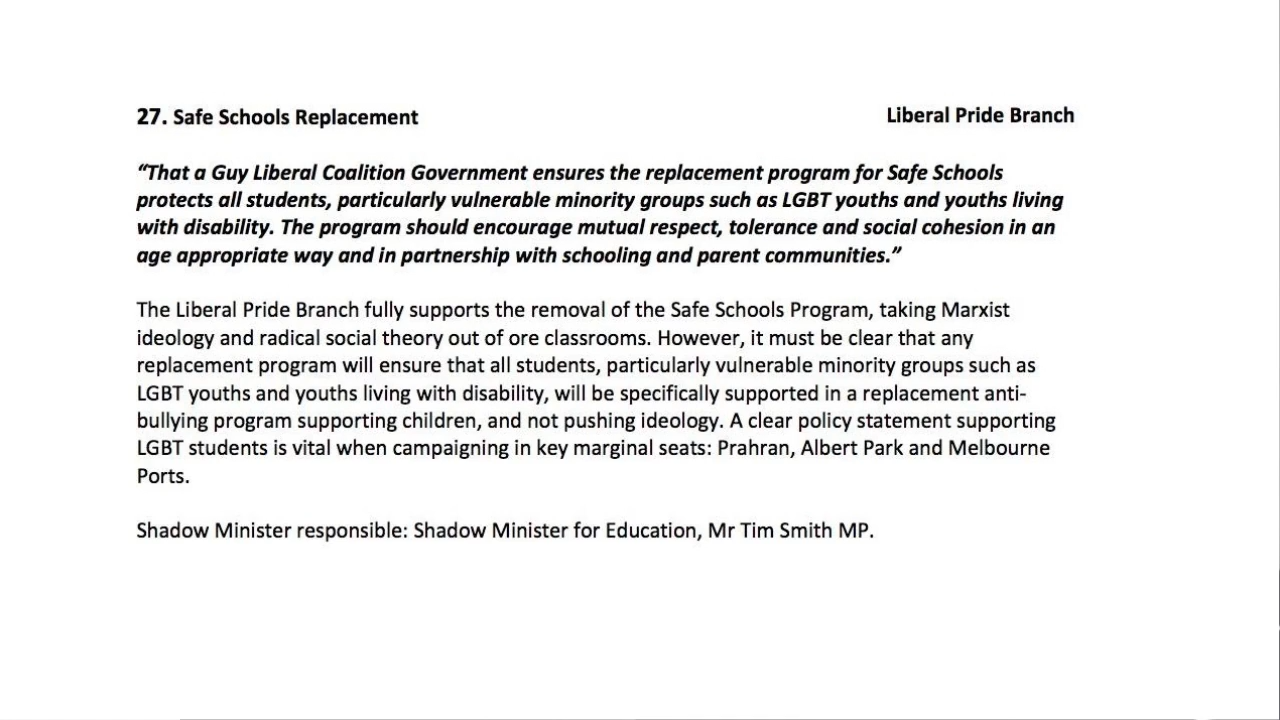 27. Safe Schools Replacement Liberal Pride Branch
“That a Guy Liberal Coalition Government ensures the replacement program for Safe Schools
protects all students, particularly vulnerable minority groups such as LGBT youths and youths living
with disability. The program should encourage mutual respect, tolerance and social cohesion in an
age appropriate way and in partnership with schooling and parent communities.”
The Liberal Pride Branch fully supports the removal of the Safe Schools Program, taking Marxist
ideology and radical social theory out of ore classrooms. However, it must be clear that any
replacement program will ensure that all students, particularly vulnerable minority groups such as
LGBT youths and youths living with disability, will be specifically supported in a replacement anti-
bullying program supporting children, and not pushing ideology. A clear policy statement supporting
LGBT students is vital when campaigning in key marginal seats: Prahran, Albert Park and Melbourne
Ports.
Shadow Minister responsible: Shadow Minister for Education, Mr Tim Smith MP.